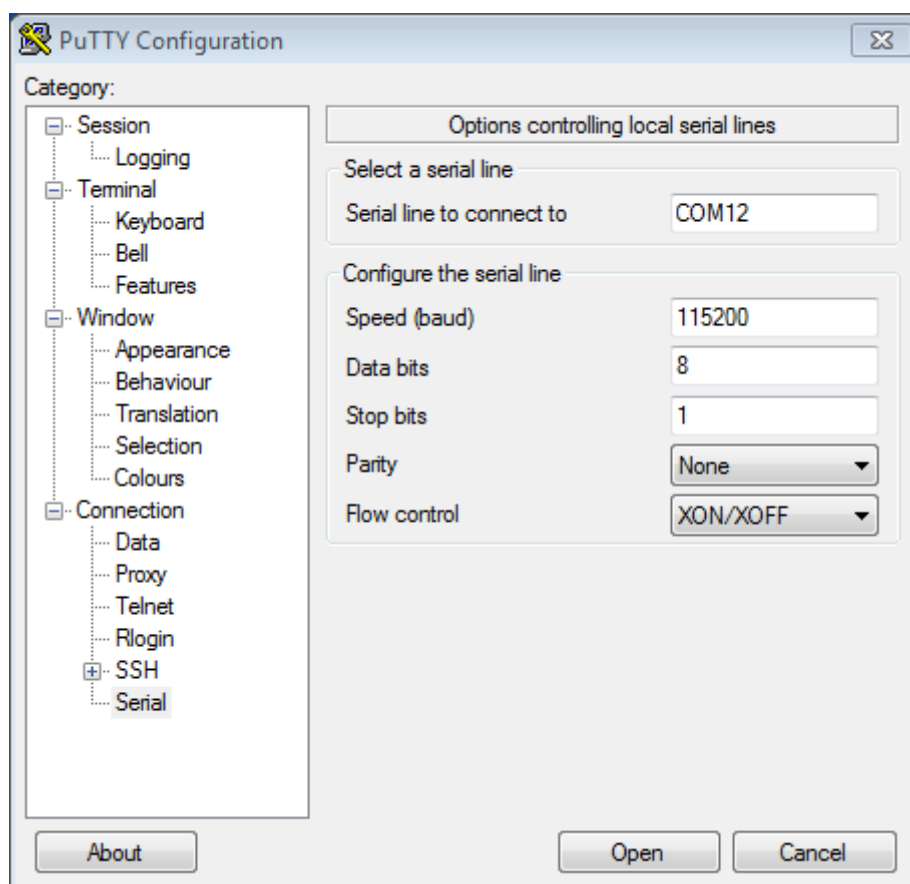 PuTTY Configuration
Category:
Session
Logging
Terminal
Keyboard
Bell
Features
Window
Appearance
Behaviour
Translation
Selection
Colours
Connection
Data
Proxy
Telnet
Rlogin
SSH
Serial
Options controlling local serial lines
Select a serial line
Serial line to connect to COM12
Configure the serial line
Speed (baud) 115200
Data bits 8
Stop bits 1
Parity None
Flow control XON/XOFF
About Open Cancel